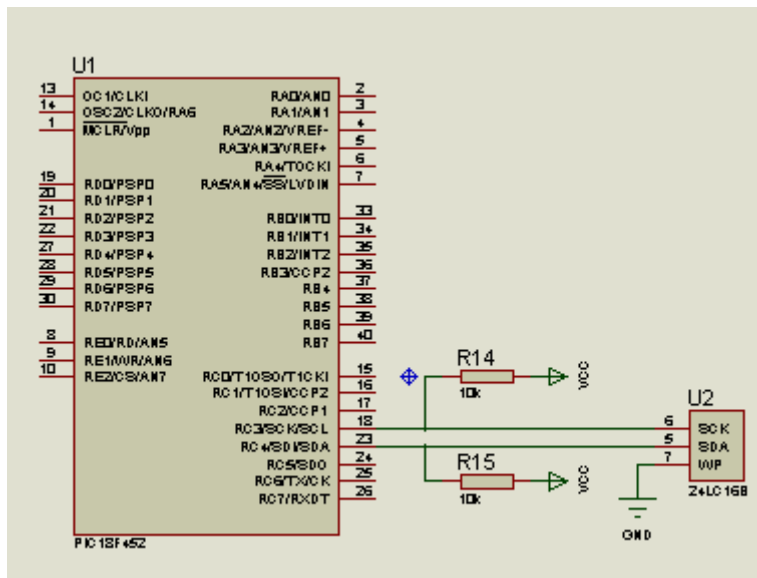 U1
13 OC1/CLKI
14 OSC2/CLKO/RA6
1 MCLR/Vpp
19 RD0/PSP0
20 RD1/PSP1
21 RD2/PSP2
22 RD3/PSP3
27 RD4/PSP4
28 RD5/PSP5
29 RD6/PSP6
30 RD7/PSP7
8 RE0/RD/AN5
9 RE1/WR/AN6
10 RE2/CS/AN7
RA0/AN0 2
RA1/AN1 3
RA2/AN2/VREF- 4
RA3/AN3/VREF+ 5
RA4/T0CKI 6
RA5/AN4/SS/LVDIN 7
RB0/INT0 33
RB1/INT1 34
RB2/INT2 35
RB3/CCP2 36
RB4 37
RB5 38
RB6 39
RB7 40
RC0/T1OSO/T1CKI 15
RC1/T1OSI/CCP2 16
RC2/CCP1 17
RC3/SCK/SCL 18
RC4/SDI/SDA 23
RC5/SDO 24
RC6/TX/CK 25
RC7/RXDT 26
PIC18F452
R14
10k
VCC
R15
10k
VCC
U2
6 SCK
5 SDA
7 WP
24LC16B
GND